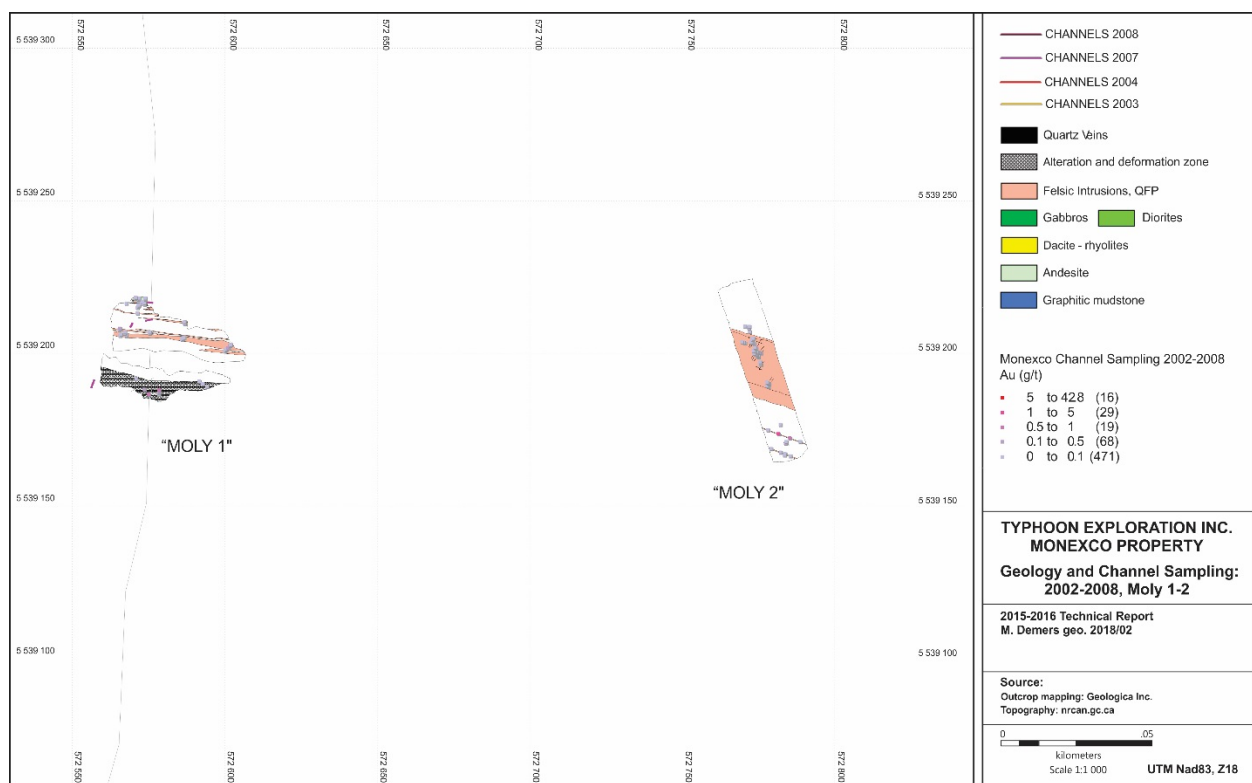 572 550
572 600
572 650
572 700
572 750
572 800
5 539 300
5 539 300
5 539 250
5 539 250
5 539 200
5 539 200
"MOLY 1"
"MOLY 2"
5 539 150
5 539 150
5 539 100
5 539 100
572 550
572 600
572 650
572 700
572 750
572 800
CHANNELS 2008
CHANNELS 2007
CHANNELS 2004
CHANNELS 2003
Quartz Veins
Alteration and deformation zone
Felsic Intrusions, QFP
Gabbros Diorites
Dacite - rhyolites
Andesite
Graphitic mudstone
Monexco Channel Sampling 2002-2008
Au (g/t)
5 to 428 (16)
1 to 5 (29)
0.5 to 1 (19)
0.1 to 0.5 (68)
0 to 0.1 (471)
TYPHOON EXPLORATION INC.
MONEXCO PROPERTY
Geology and Channel Sampling:
2002-2008, Moly 1-2
2015-2016 Technical Report
M. Demers geo. 2018/02
Source:
Outcrop mapping: Geologica Inc.
Topography: nrcan.gc.ca
0 .05
kilometers
Scale 1:1 000 UTM Nad83, Z18